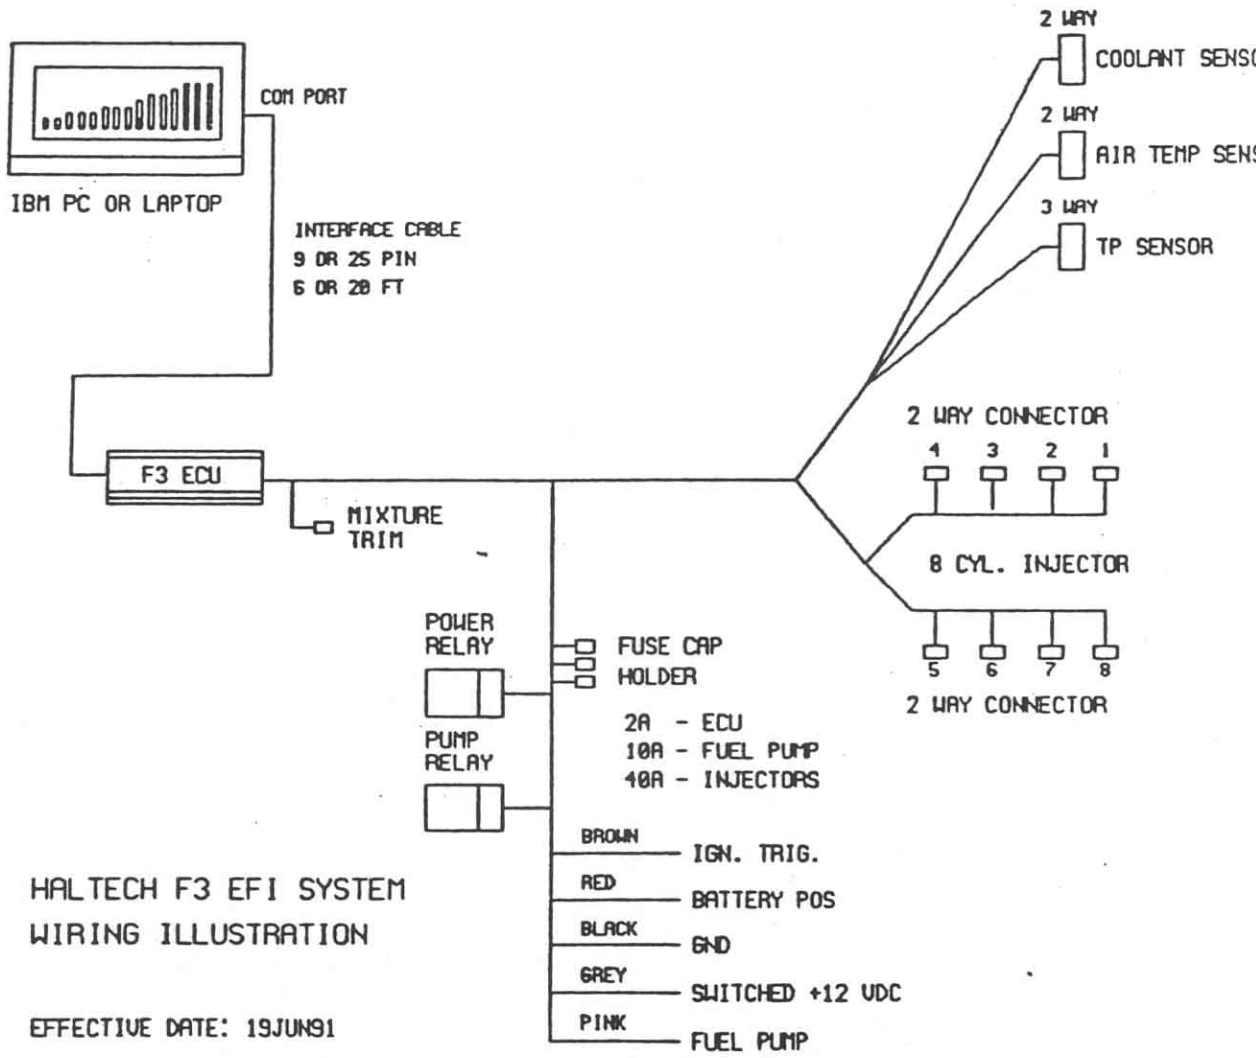 2 WAY
COOLANT SENSO
COM PORT
2 WAY
AIR TEMP SENS
IBM PC OR LAPTOP
3 WAY
TP SENSOR
INTERFACE CABLE
9 OR 25 PIN
6 OR 20 FT
2 WAY CONNECTOR
4 3 2 1
F3 ECU
MIXTURE
TRIM
8 CYL. INJECTOR
POWER
RELAY
FUSE CAP
HOLDER
5 6 7 8
2 WAY CONNECTOR
2A - ECU
10A - FUEL PUMP
40A - INJECTORS
PUMP
RELAY
BROWN
IGN. TRIG.
RED
BATTERY POS
BLACK
GND
GREY
SWITCHED +12 VDC
PINK
FUEL PUMP
HALTECH F3 EFI SYSTEM
WIRING ILLUSTRATION
EFFECTIVE DATE: 19JUN91